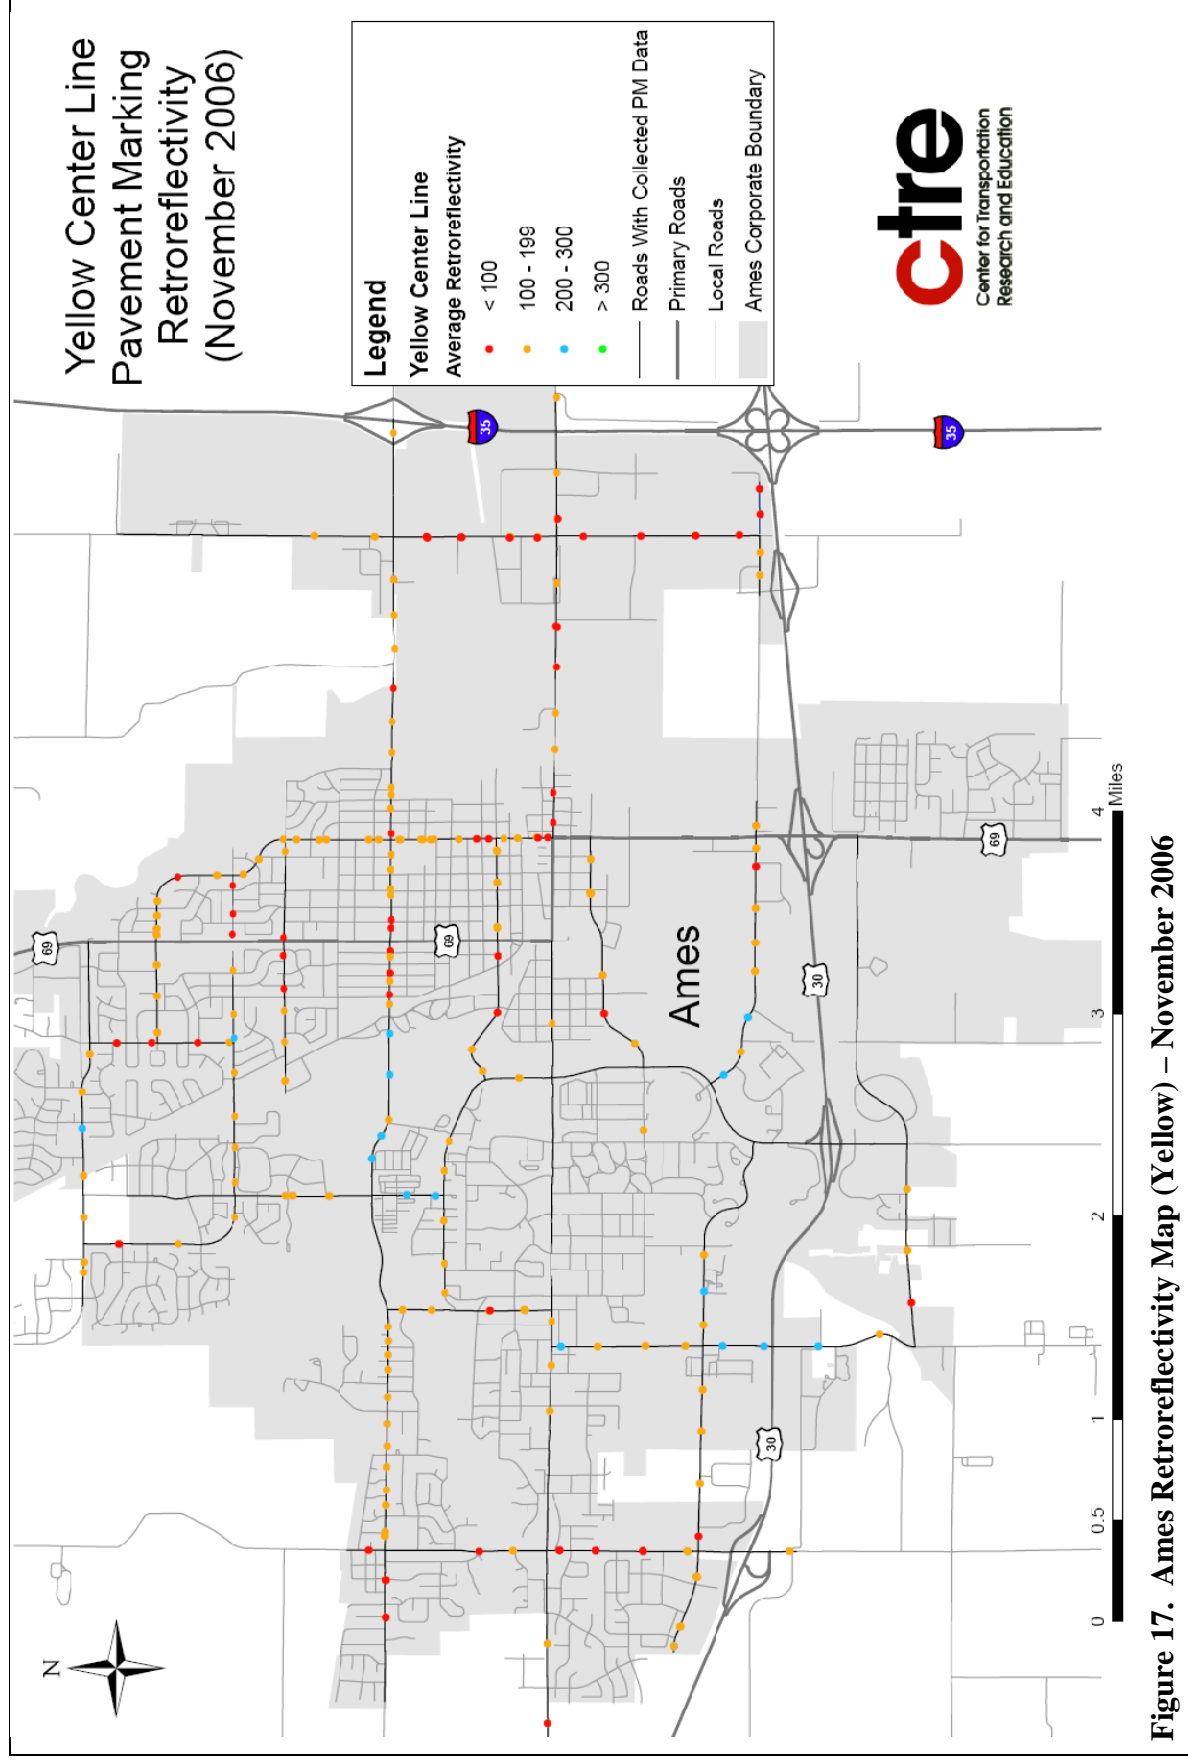 Yellow Center Line
Pavement Marking
Retroreflectivity
(November 2006)
Legend
Yellow Center Line
Average Retroreflectivity
< 100
100 - 199
200 - 300
> 300
Roads With Collected PM Data
Primary Roads
Local Roads
Ames Corporate Boundary
ctre
Center for Transportation
Research and Education
35
35
69
69
69
30
30
Ames
N
0 0.5 1 2 3 4
Miles
Figure 17. Ames Retroreflectivity Map (Yellow) – November 2006